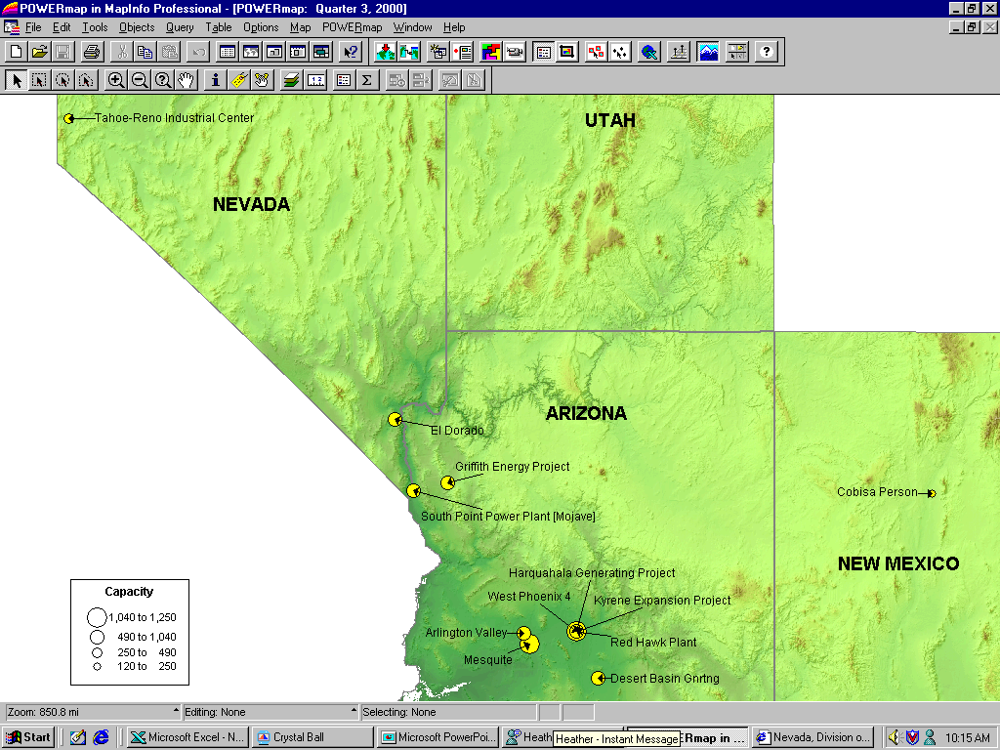 POWERmap in MapInfo Professional - [POWERmap: Quarter 3, 2000]
File Edit Tools Objects Query Table Options Map POWERmap Window Help
Tahoe-Reno Industrial Center
UTAH
NEVADA
ARIZONA
El Dorado
Griffith Energy Project
Cobisa Person
South Point Power Plant [Mojave]
NEW MEXICO
Harquahala Generating Project
West Phoenix 4
Kyrene Expansion Project
Arlington Valley
Red Hawk Plant
Mesquite
Desert Basin Gnrtng
Capacity
1,040 to 1,250
490 to 1,040
250 to 490
120 to 250
Zoom: 850.8 mi Editing: None Selecting: None
Start Microsoft Excel - N... Crystal Ball Microsoft PowerPoi... Heath Heather - Instant Message ERmap in ... Nevada, Division o... 10:15 AM